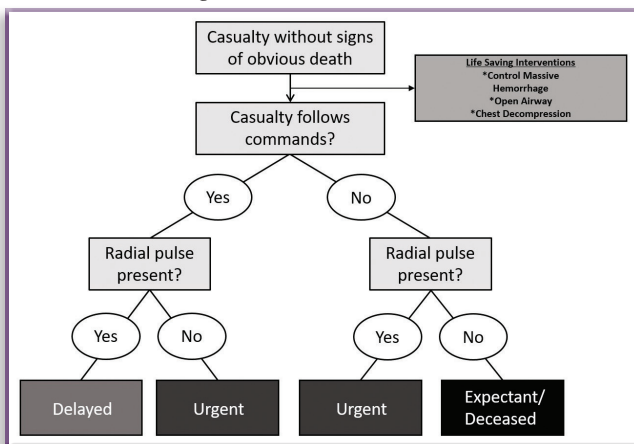 Casualty without signs
of obvious death
Life Saving Interventions
*Control Massive
Hemorrhage
*Open Airway
*Chest Decompression
Casualty follows
commands?
Yes
No
Radial pulse
present?
Radial pulse
present?
Yes
No
Yes
No
Delayed
Urgent
Urgent
Expectant/
Deceased